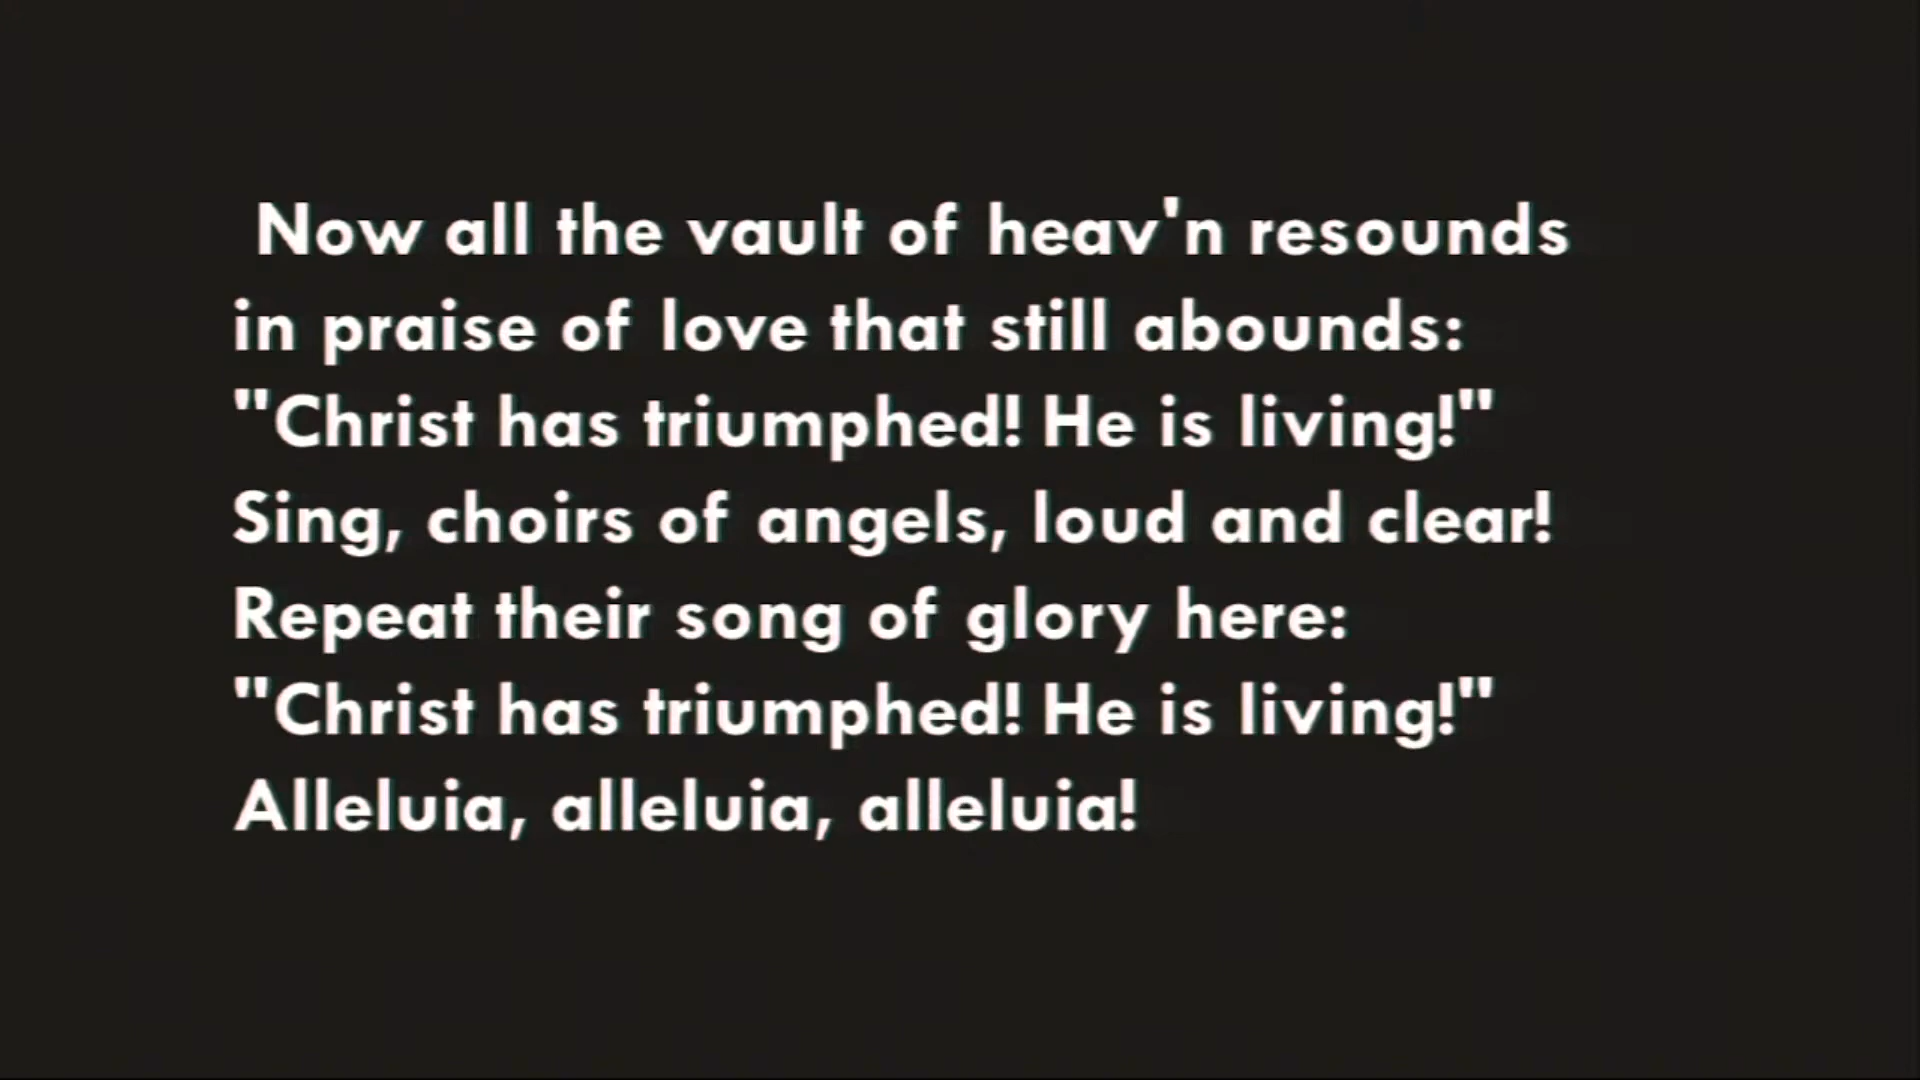 Now all the vault of heav'n resounds
in praise of love that still abounds:
"Christ has triumphed! He is living!"
Sing, choirs of angels, loud and clear!
Repeat their song of glory here:
"Christ has triumphed! He is living!"
Alleluia, alleluia, alleluia!